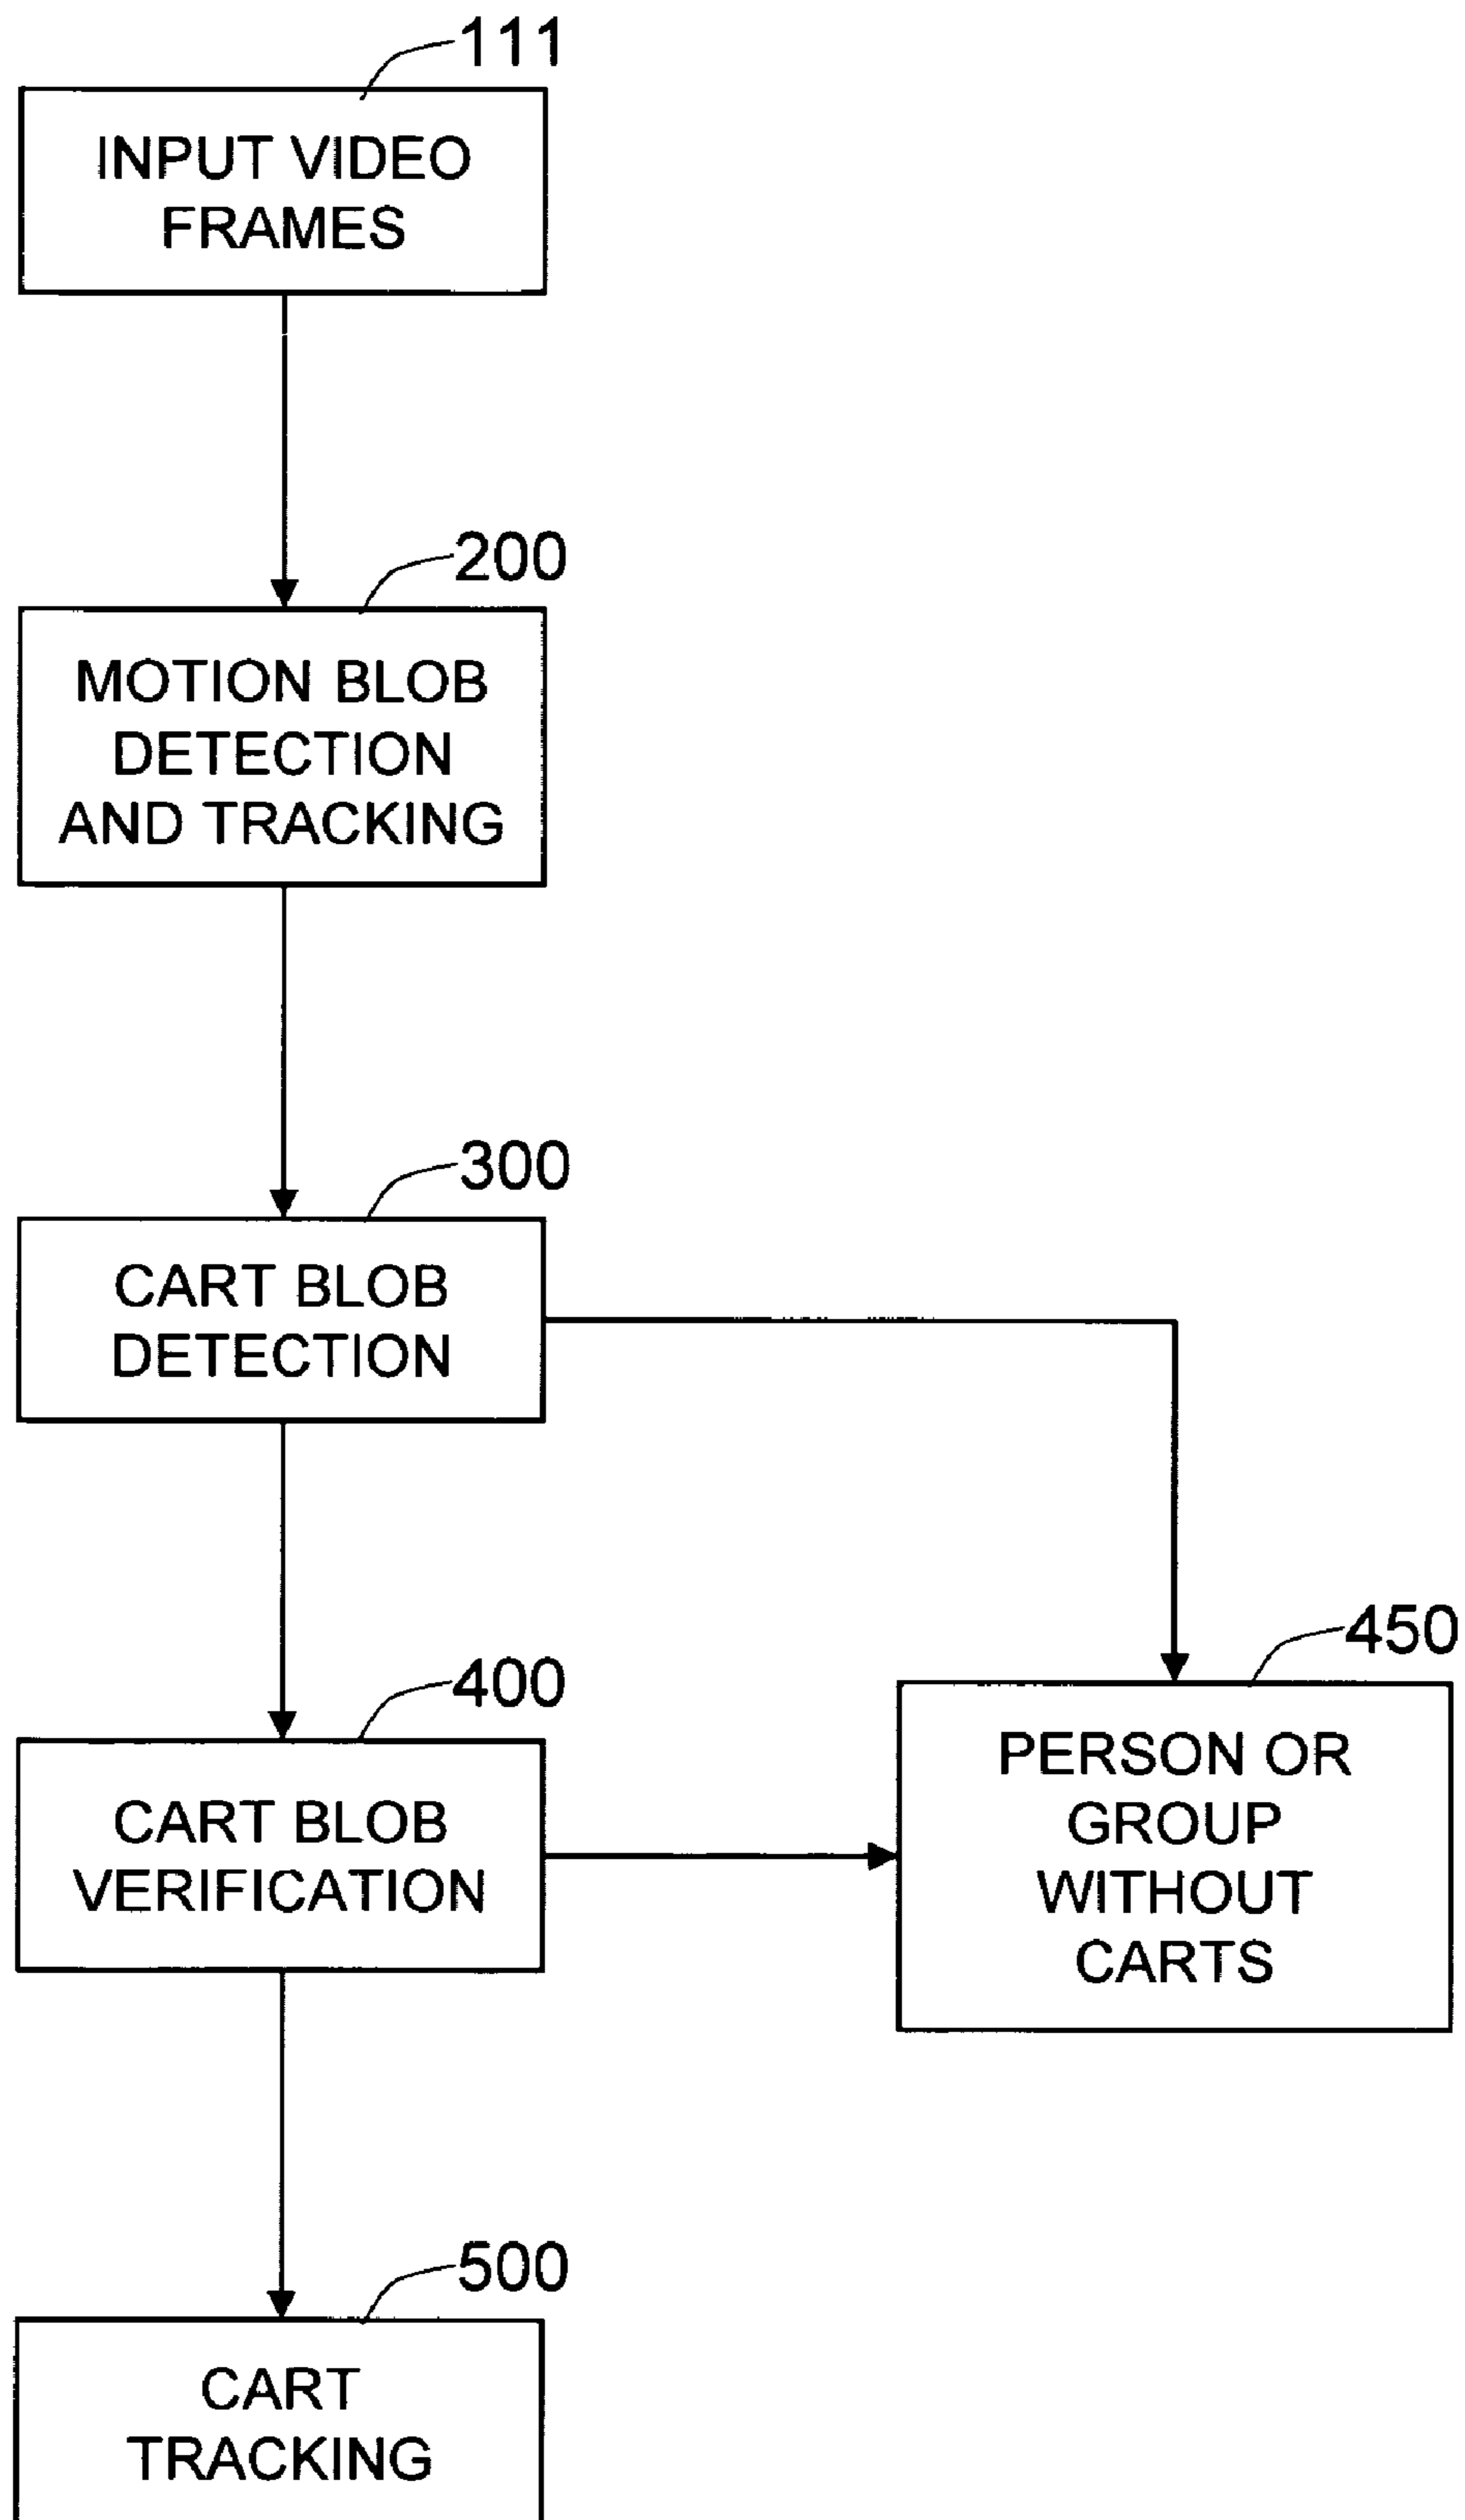 111
INPUT VIDEO
FRAMES
200
MOTION BLOB
DETECTION
AND TRACKING
300
CART BLOB
DETECTION
400
CART BLOB
VERIFICATION
450
PERSON OR
GROUP
WITHOUT
CARTS
500
CART
TRACKING